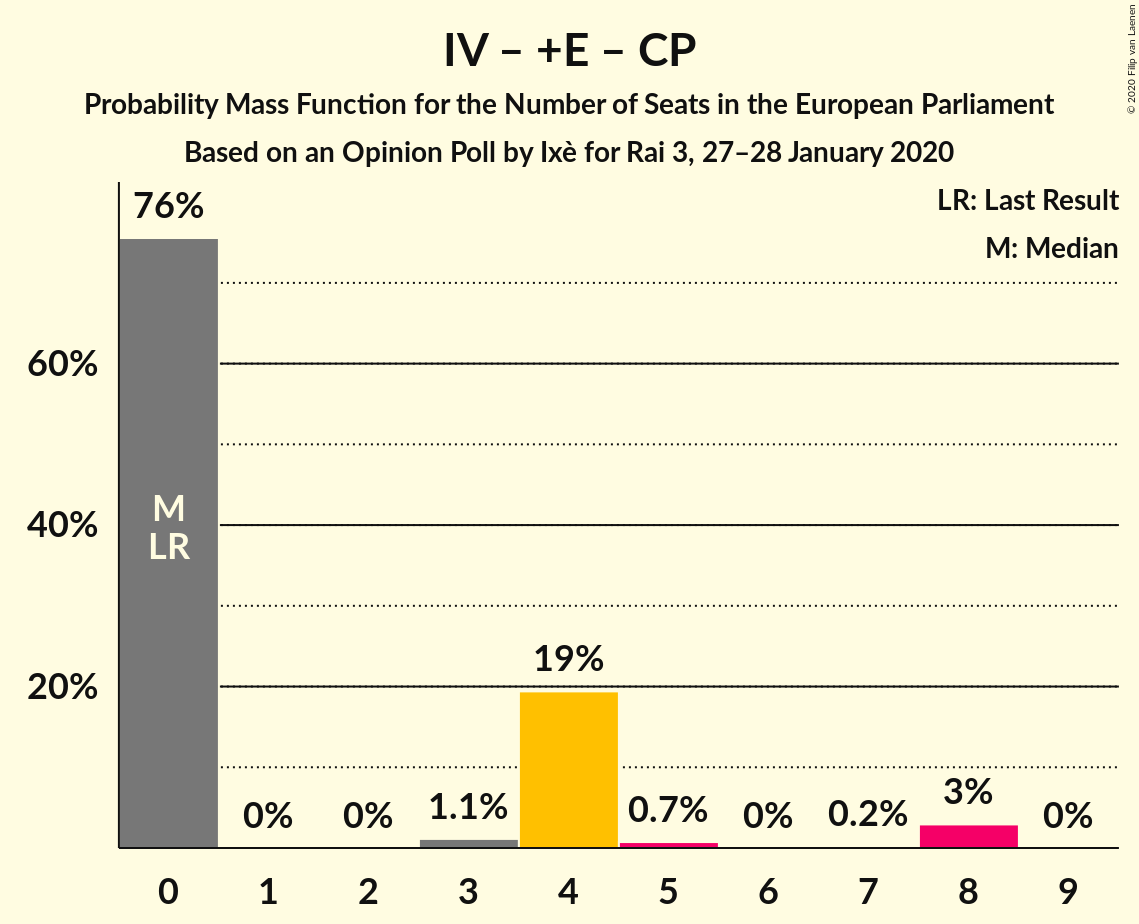 IV – +E – CP
Probability Mass Function for the Number of Seats in the European Parliament
Based on an Opinion Poll by Ixè for Rai 3, 27–28 January 2020
© 2020 Filip van Laenen
LR: Last Result
M: Median
76%
60%
40%
20%
M
LR
0%
0%
1.1%
19%
0.7%
0%
0.2%
3%
0%
0 1 2 3 4 5 6 7 8 9